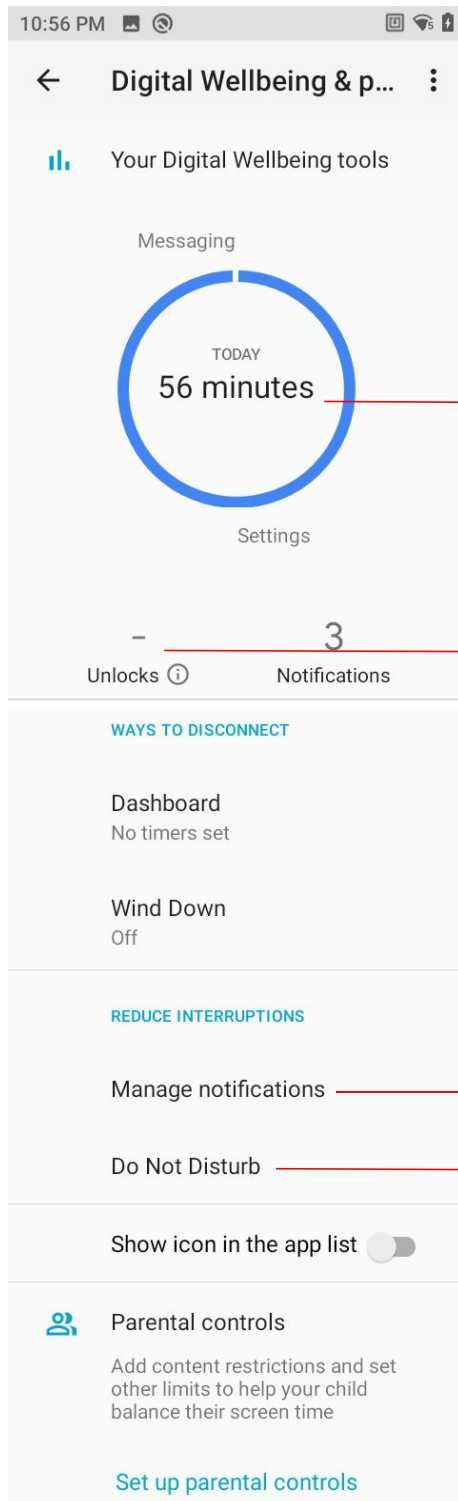 10:56 PM
Digital Wellbeing & p...
Your Digital Wellbeing tools
Messaging
TODAY
56 minutes
Settings
- 3
Unlocks Notifications
WAYS TO DISCONNECT
Dashboard
No timers set
Wind Down
Off
REDUCE INTERRUPTIONS
Manage notifications
Do Not Disturb
Show icon in the app list
Parental controls
Add content restrictions and set
other limits to help your child
balance their screen time
Set up parental controls